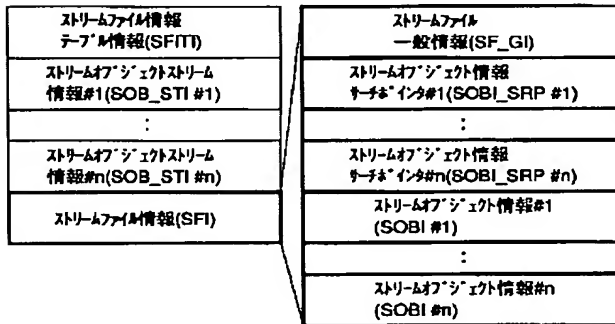 ストリームファイル情報
テーブル情報(SFITI)
ストリームオブジェクトストリーム
情報#1(SOB_STI #1)
:
ストリームオブジェクトストリーム
情報#n(SOB_STI #n)
ストリームファイル情報(SFI)
ストリームファイル
一般情報(SF_GI)
ストリームオブジェクト情報
サーチポインタ#1(SOBI_SRP #1)
:
ストリームオブジェクト情報
サーチポインタ#n(SOBI_SRP #n)
ストリームオブジェクト情報#1
(SOBI #1)
:
ストリームオブジェクト情報#n
(SOBI #n)